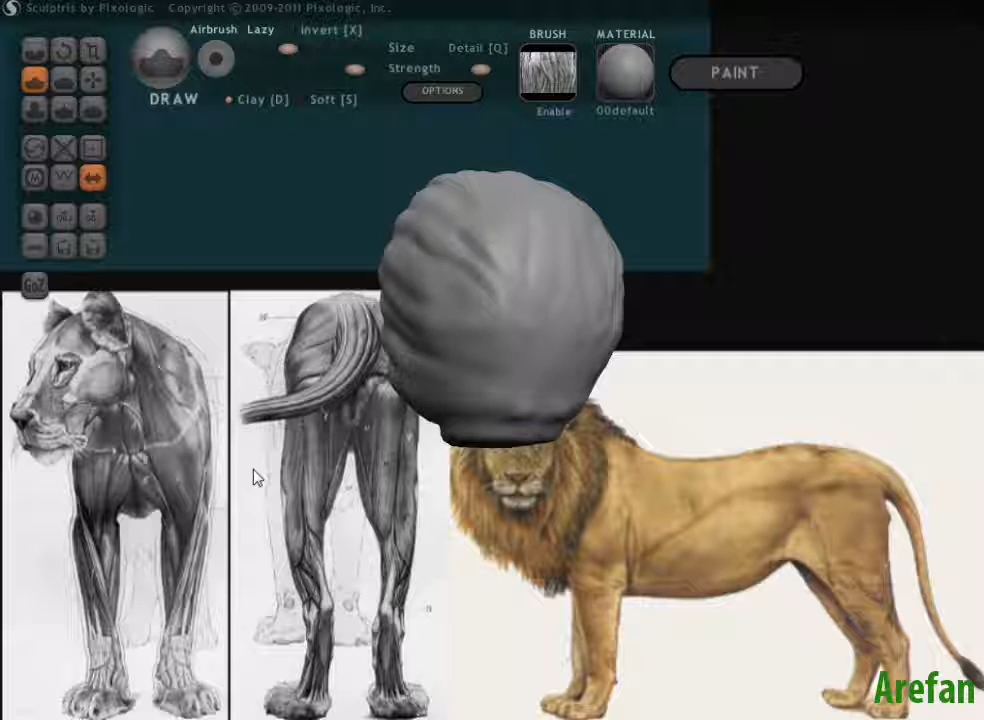 Sculptris by Pixologic Copyright © 2009-2011 Pixologic, Inc.
Airbrush Lazy Invert [X]
Size Detail [Q]
Strength
OPTIONS
DRAW
Clay [D] Soft [S]
BRUSH
Enable
MATERIAL
00default
PAINT
GoZ
Arefan